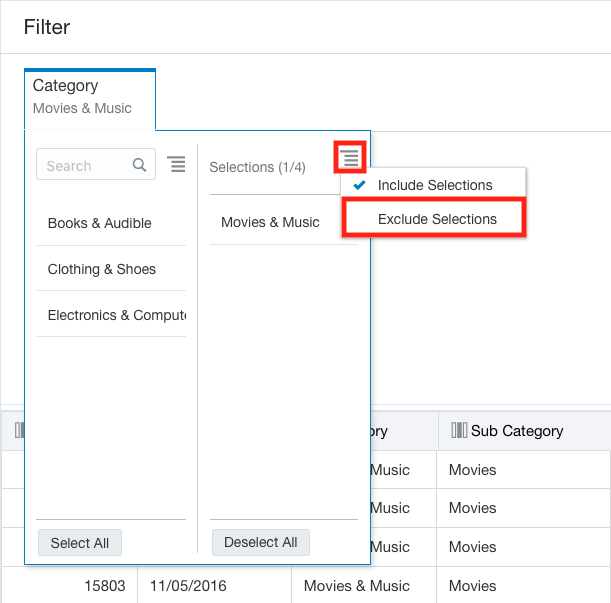 Filter
Category
Movies & Music
Search
Selections (1/4)
Include Selections
Exclude Selections
Books & Audible
Movies & Music
Clothing & Shoes
Electronics & Compute
Select All
Deselect All
ory
Sub Category
Music
Movies
Music
Movies
Music
Movies
15803
11/05/2016
Movies & Music
Movies